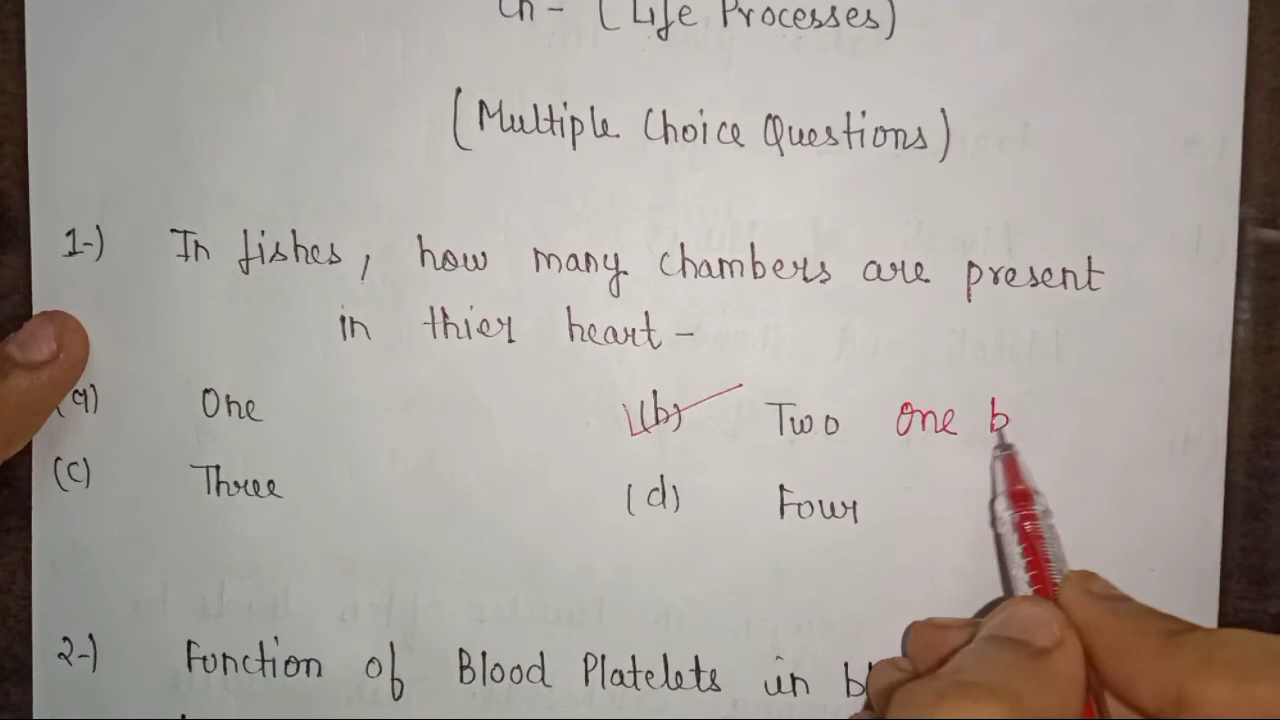 Ch - (Life Processes)
(Multiple Choice Questions)
1-) In fishes, how many chambers are present
in thier heart -
(a) One (b) Two One b
(c) Three (d) Four
2-) Function of Blood Platelets in